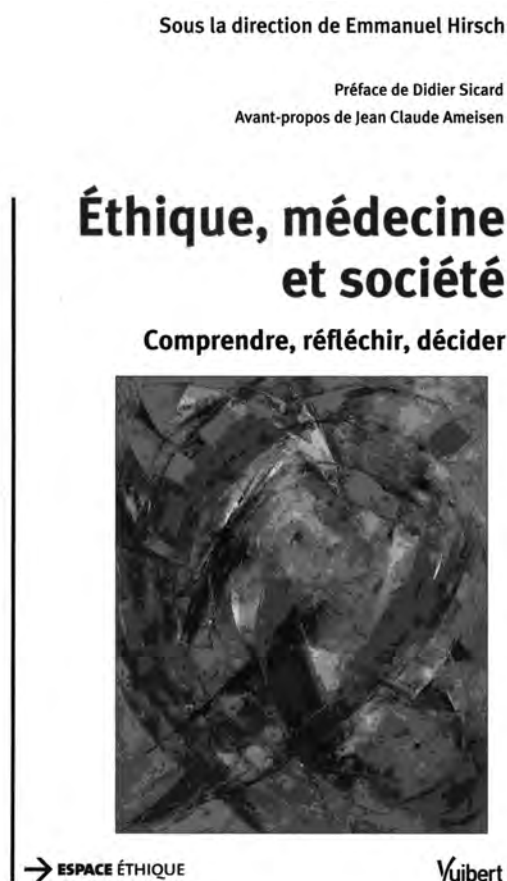 Sous la direction de Emmanuel Hirsch
Préface de Didier Sicard
Avant-propos de Jean Claude Ameisen
Éthique, médecine
et société
Comprendre, réfléchir, décider
→ ESPACE ÉTHIQUE
Vuibert